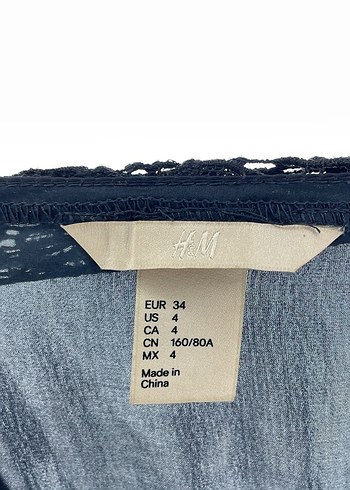 H&M
EUR 34
US 4
CA 4
CN 160/80A
MX 4
Made in
China